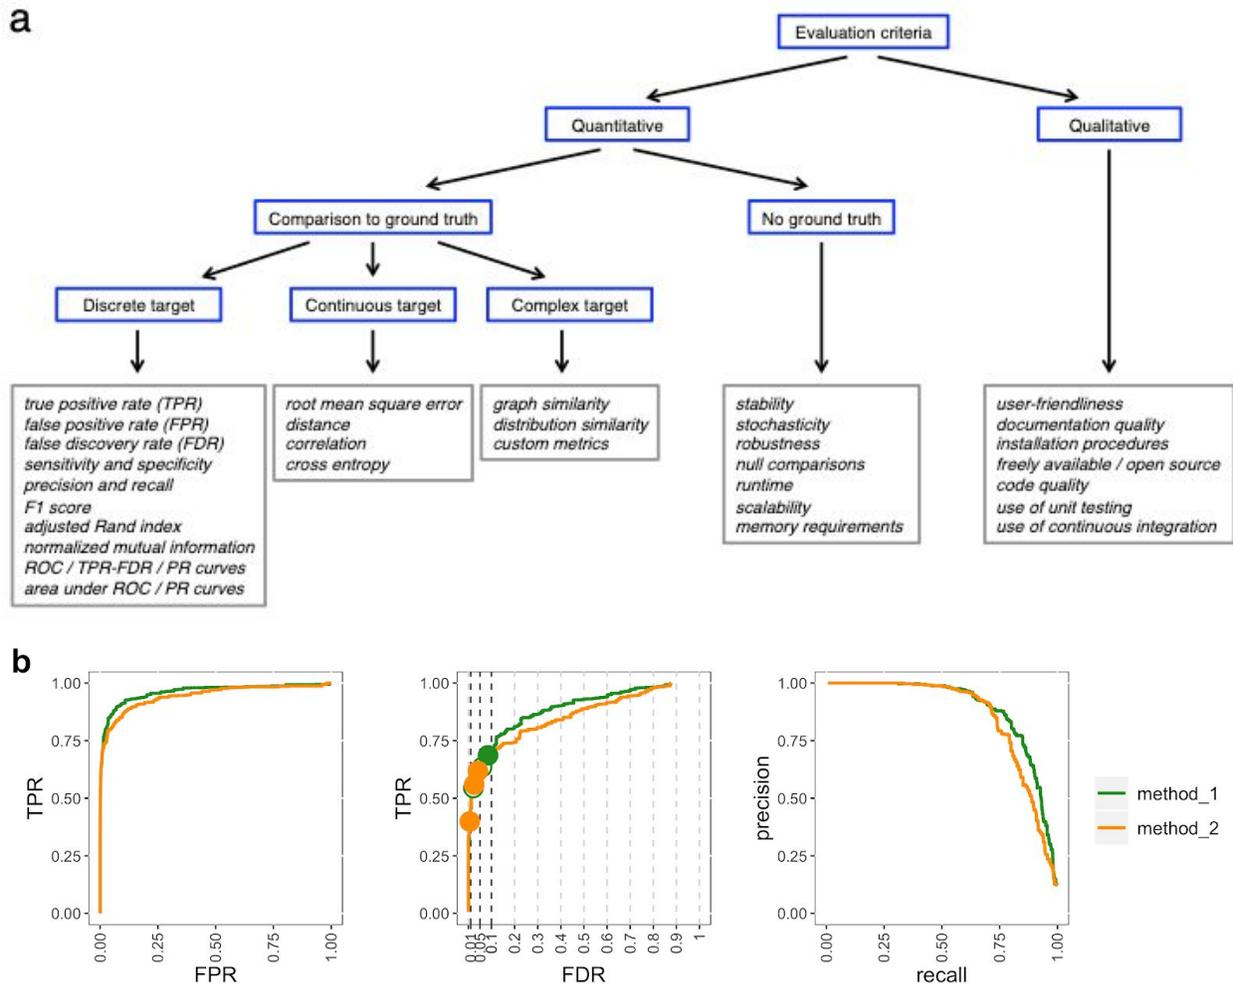 a
Evaluation criteria
Quantitative
Qualitative
Comparison to ground truth
No ground truth
Discrete target
Continuous target
Complex target
true positive rate (TPR)
false positive rate (FPR)
false discovery rate (FDR)
sensitivity and specificity
precision and recall
F1 score
adjusted Rand index
normalized mutual information
ROC / TPR-FDR / PR curves
area under ROC / PR curves
root mean square error
distance
correlation
cross entropy
graph similarity
distribution similarity
custom metrics
stability
stochasticity
robustness
null comparisons
runtime
scalability
memory requirements
user-friendliness
documentation quality
installation procedures
freely available / open source
code quality
use of unit testing
use of continuous integration
b
1.00
0.75
0.50
0.25
0.00
TPR
0.00
0.25
0.50
0.75
1.00
FPR
1.00
0.75
0.50
0.25
0.00
TPR
0.01
0.05
0.1
0.2
0.3
0.4
0.5
0.6
0.7
0.8
0.9
1
FDR
1.00
0.75
0.50
0.25
0.00
precision
0.00
0.25
0.50
0.75
1.00
recall
method_1
method_2